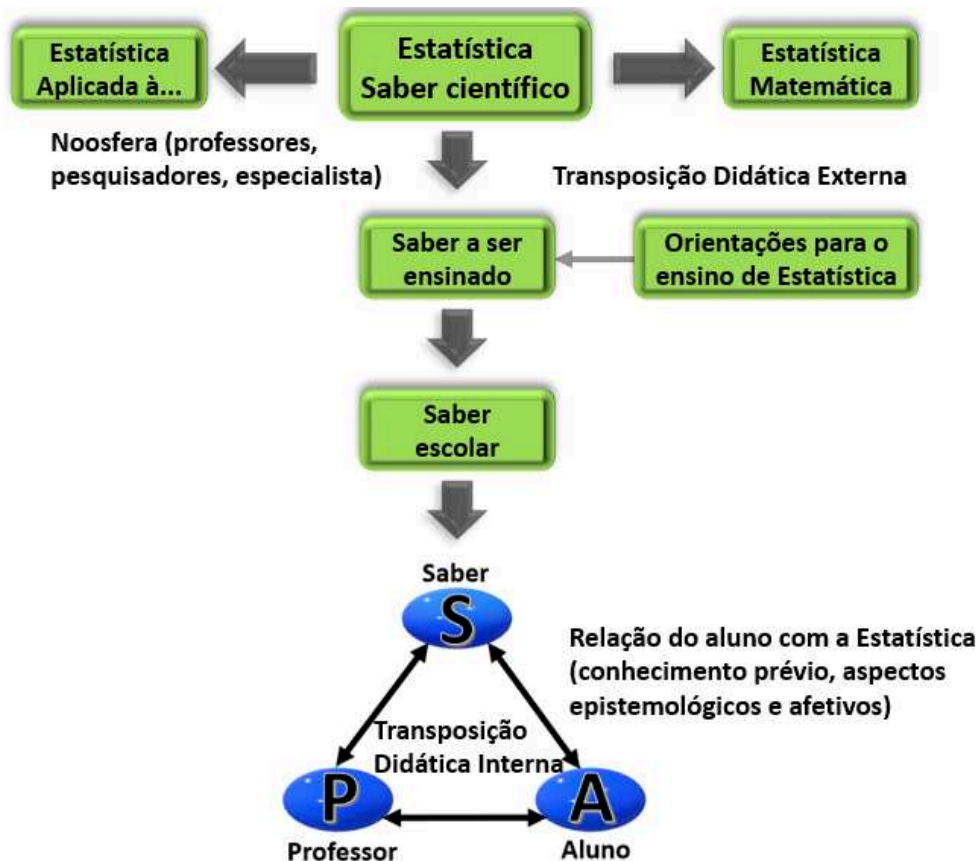 Estatística
Aplicada à...
Estatística
Saber científico
Estatística
Matemática
Noosfera (professores,
pesquisadores, especialista)
Transposição Didática Externa
Saber a ser
ensinado
Orientações para o
ensino de Estatística
Saber
escolar
Saber
S
Relação do aluno com a Estatística
(conhecimento prévio, aspectos
epistemológicos e afetivos)
Transposição
Didática Interna
P
A
Professor
Aluno